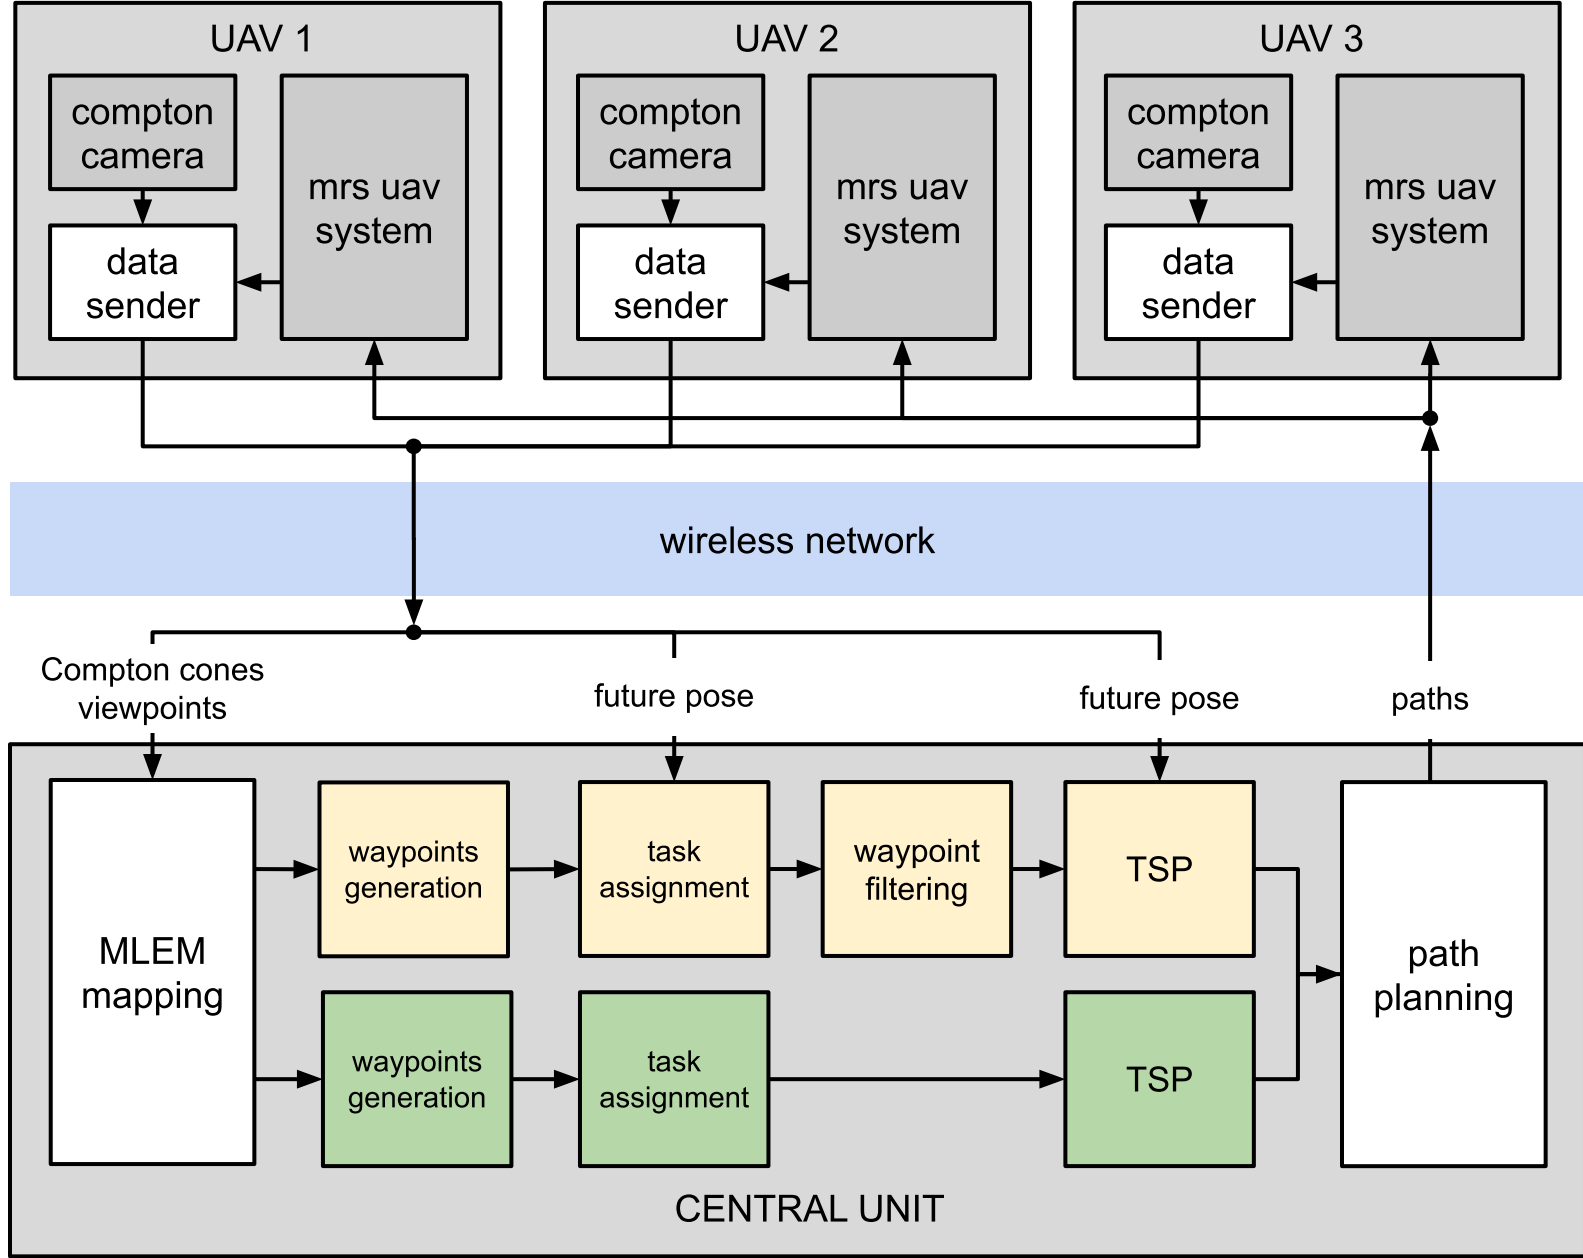 UAV 1
compton
camera
mrs uav
system
data
sender
UAV 2
compton
camera
mrs uav
system
data
sender
UAV 3
compton
camera
mrs uav
system
data
sender
wireless network
Compton cones
viewpoints
future pose
future pose
paths
MLEM
mapping
waypoints
generation
task
assignment
waypoint
filtering
TSP
waypoints
generation
task
assignment
TSP
path
planning
CENTRAL UNIT